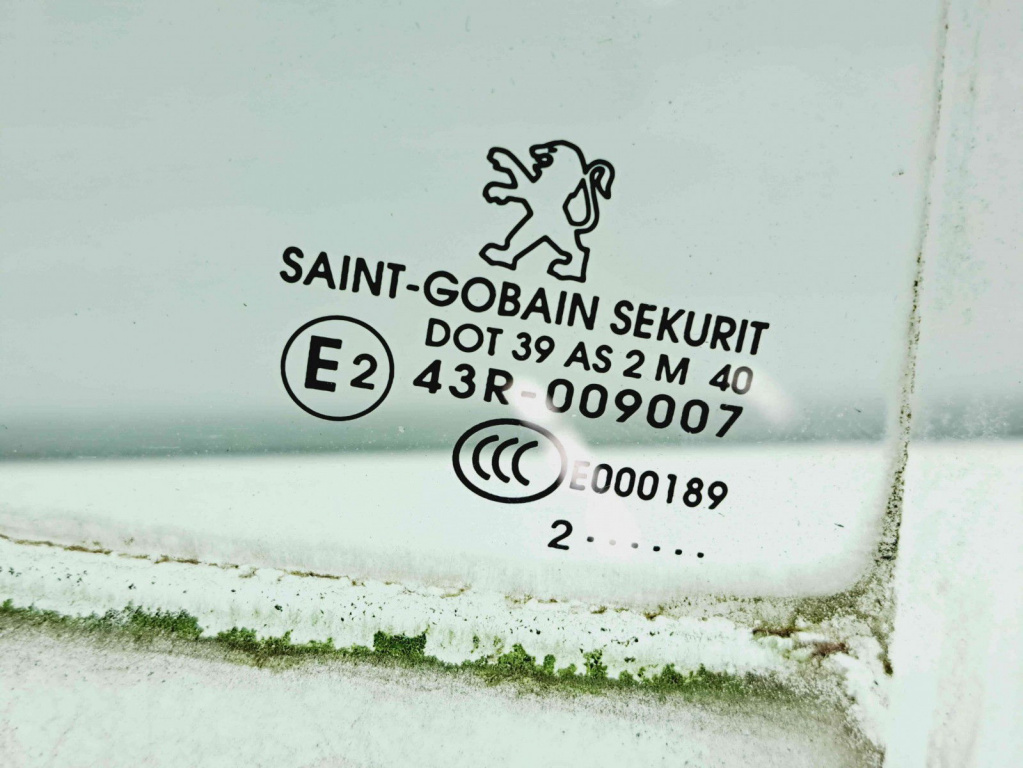 SAINT-GOBAIN SEKURIT
DOT 39 AS 2 M 40
E2 43R-009007
CCC E000189
2······